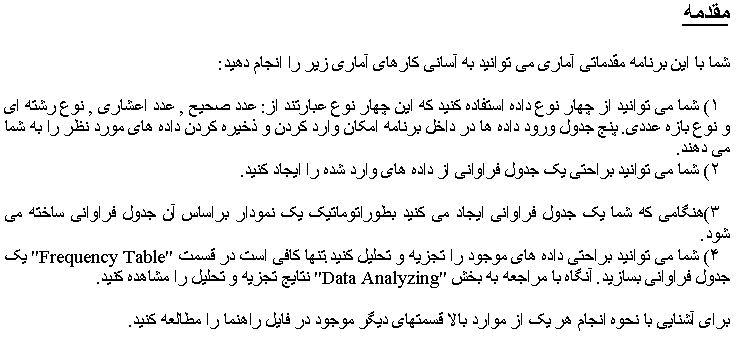 مقدمه
شما با این برنامه مقدماتی آماری می توانید به آسانی کارهای آماری زیر را انجام دهید:
۱) شما می توانید از چهار نوع داده استفاده کنید که این چهار نوع عبارتند از: عدد صحیح , عدد اعشاری , نوع رشته ای
و نوع بازه عددی. پنج جدول ورود داده ها در داخل برنامه امکان وارد کردن و ذخیره کردن داده های مورد نظر را به شما
می دهند.
۲) شما می توانید براحتی یک جدول فراوانی از داده های وارد شده را ایجاد کنید.
۳)هنگامی که شما یک جدول فراوانی ایجاد می کنید بطوراتوماتیک یک نمودار براساس آن جدول فراوانی ساخته می
شود.
۴) شما می توانید براحتی داده های موجود را تجزیه و تحلیل کنید.تنها کافی است در قسمت "Frequency Table" یک
جدول فراوانی بسازید. آنگاه با مراجعه به بخش "Data Analyzing" نتایج تجزیه و تحلیل را مشاهده کنید.
برای آشنایی با نحوه انجام هر یک از موارد بالا قسمتهای دیگر موجود در فایل راهنما را مطالعه کنید.